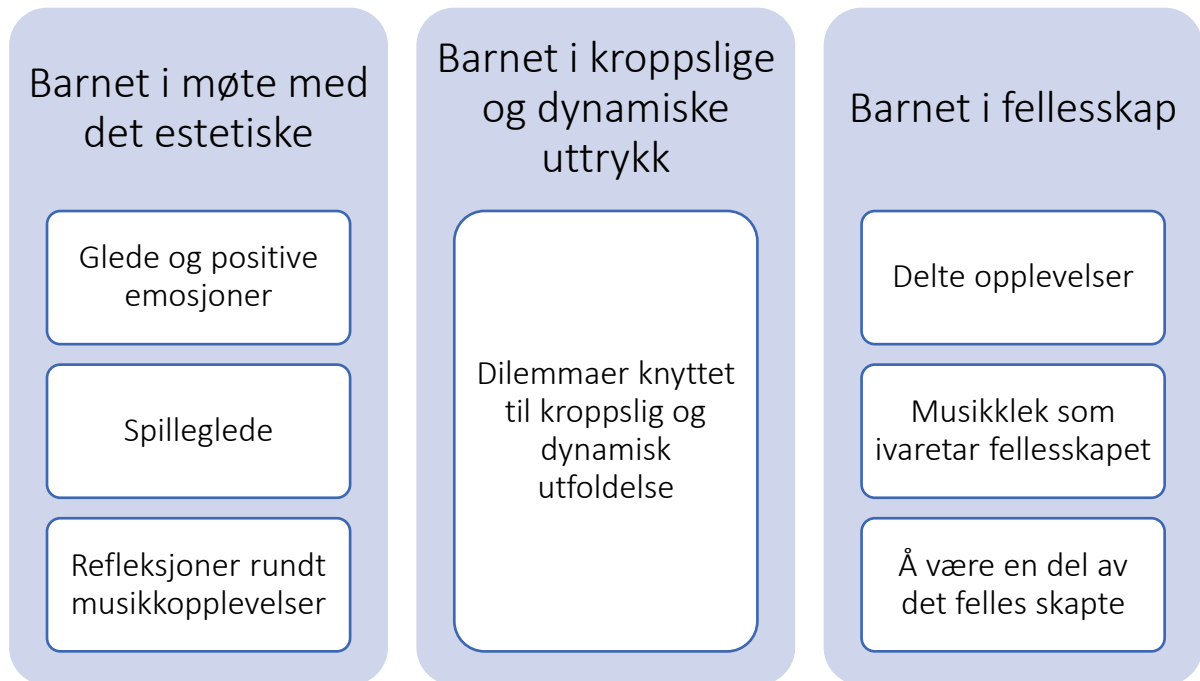 Barnet i møte med
det estetiske
Glede og positive
emosjoner
Spilleglede
Refleksjoner rundt
musikkopplevelser
Barnet i kroppslige
og dynamiske
uttrykk
Dilemmaer knyttet
til kroppslig og
dynamisk
utfoldelse
Barnet i fellesskap
Delte opplevelser
Musikklek som
ivaretar fellesskapet
Å være en del av
det felles skapte